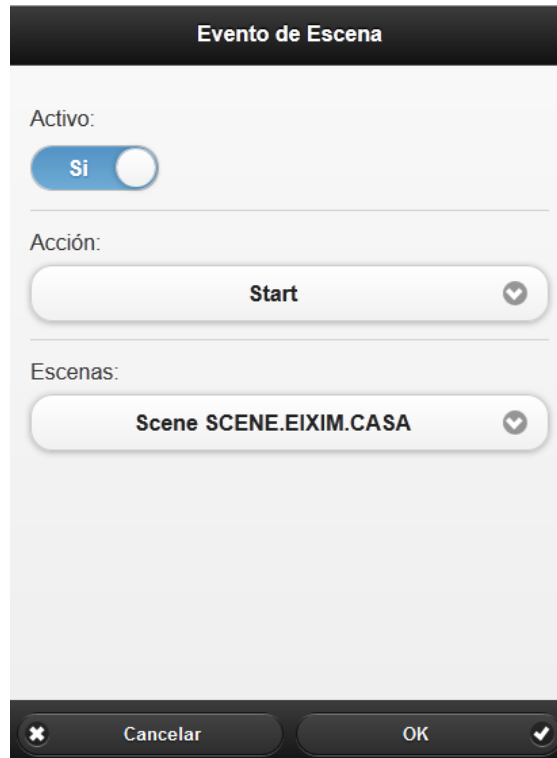 Evento de Escena
Activo:
Si
Acción:
Start
Escenas:
Scene SCENE.EIXIM.CASA
Cancelar OK